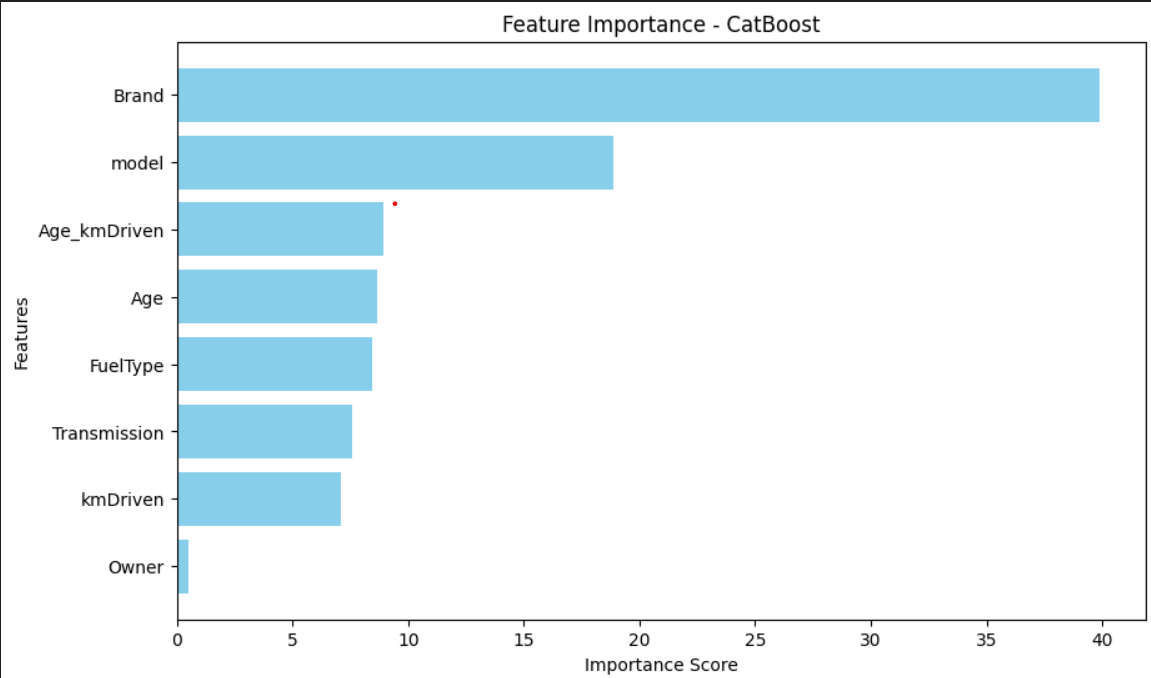 Feature Importance - CatBoost
Features
Brand
model
Age_kmDriven
Age
FuelType
Transmission
kmDriven
Owner
0 5 10 15 20 25 30 35 40
Importance Score